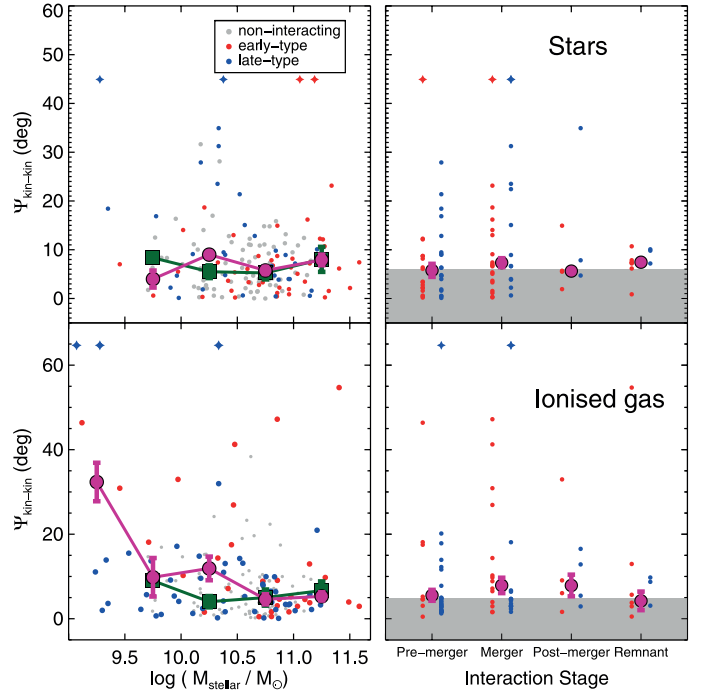 60
50
40
30
20
10
0
Ψkin−kin (deg)
non-interacting
early-type
late-type
Stars
60
40
20
0
Ψkin−kin (deg)
Ionised gas
9.5 10.0 10.5 11.0 11.5
log ( Mstellar / M☉)
Pre−merger Merger Post−merger Remnant
Interaction Stage